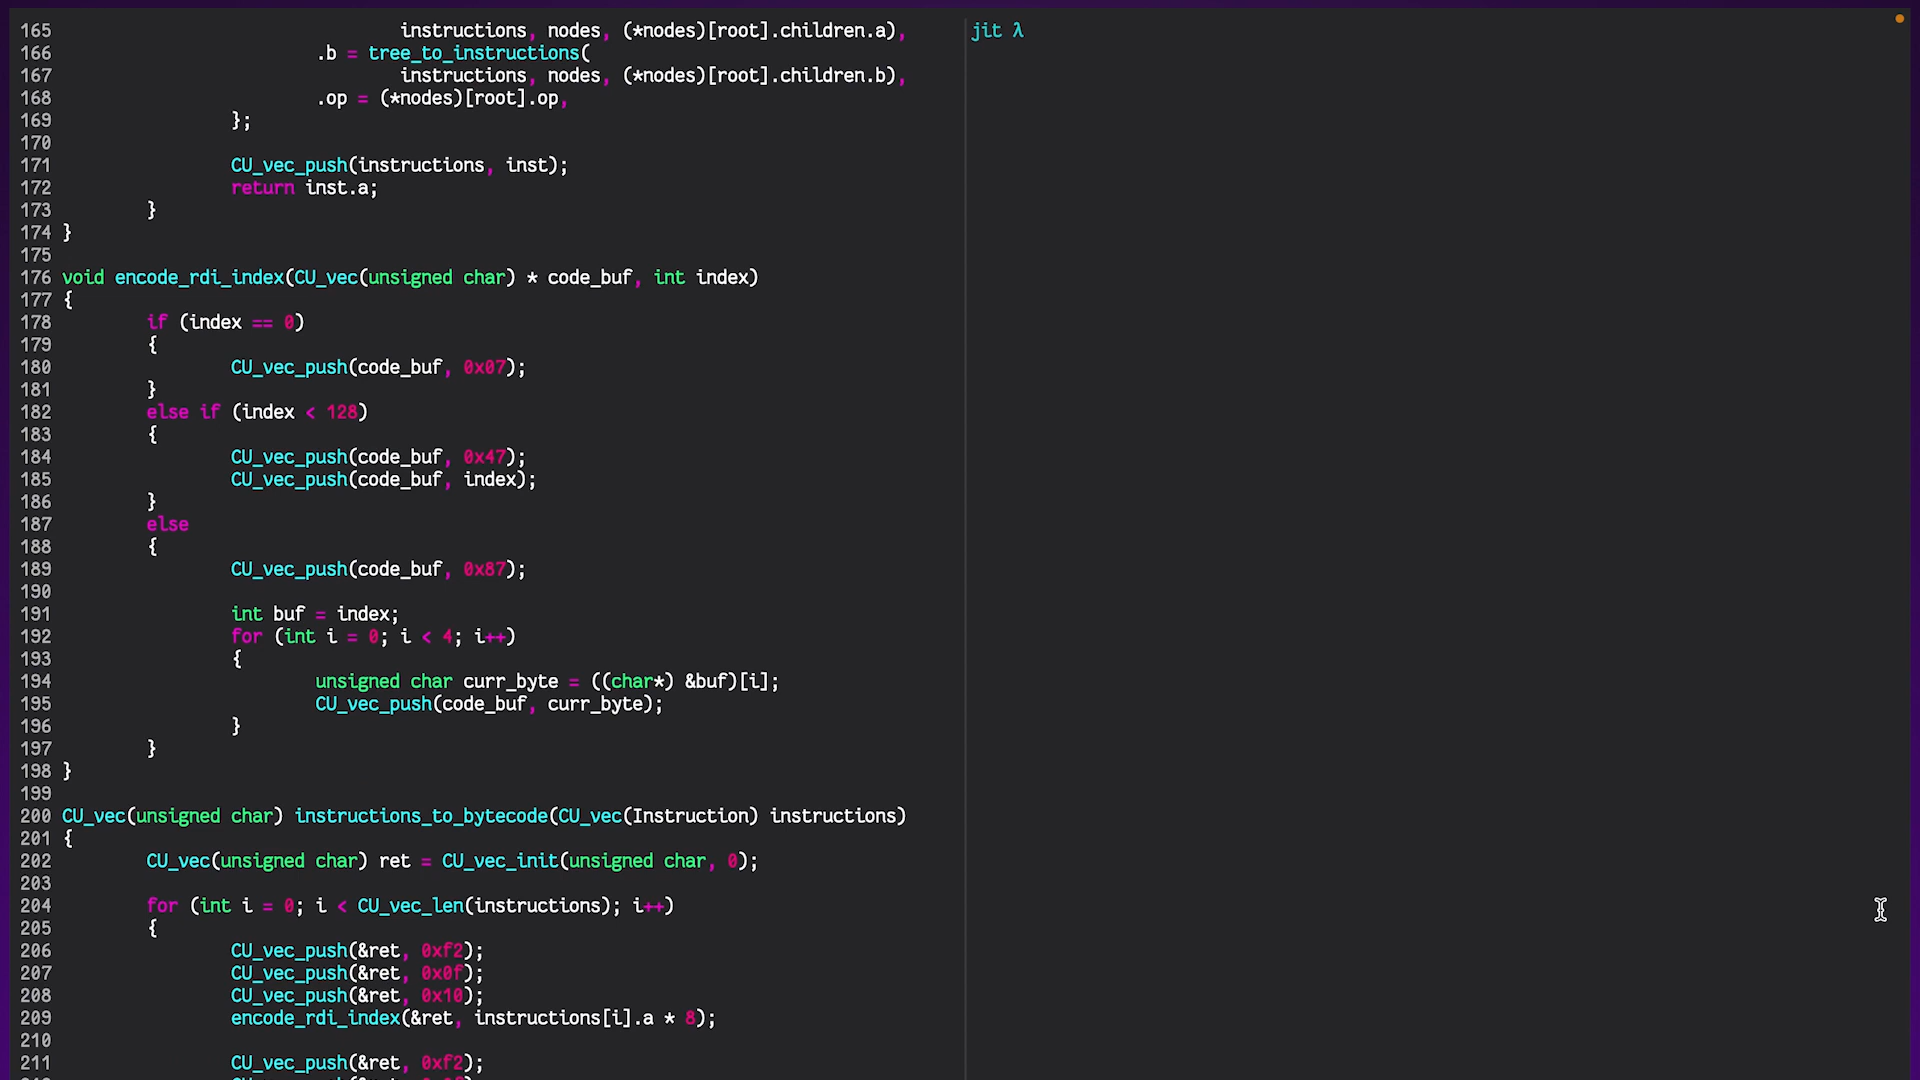 165 instructions, nodes, (*nodes)[root].children.a),
166 .b = tree_to_instructions(
167 instructions, nodes, (*nodes)[root].children.b),
168 .op = (*nodes)[root].op,
169 };
170
171 CU_vec_push(instructions, inst);
172 return inst.a;
173 }
174 }
175
176 void encode_rdi_index(CU_vec(unsigned char) * code_buf, int index)
177 {
178 if (index == 0)
179 {
180 CU_vec_push(code_buf, 0x07);
181 }
182 else if (index < 128)
183 {
184 CU_vec_push(code_buf, 0x47);
185 CU_vec_push(code_buf, index);
186 }
187 else
188 {
189 CU_vec_push(code_buf, 0x87);
190
191 int buf = index;
192 for (int i = 0; i < 4; i++)
193 {
194 unsigned char curr_byte = ((char*) &buf)[i];
195 CU_vec_push(code_buf, curr_byte);
196 }
197 }
198 }
199
200 CU_vec(unsigned char) instructions_to_bytecode(CU_vec(Instruction) instructions)
201 {
202 CU_vec(unsigned char) ret = CU_vec_init(unsigned char, 0);
203
204 for (int i = 0; i < CU_vec_len(instructions); i++)
205 {
206 CU_vec_push(&ret, 0xf2);
207 CU_vec_push(&ret, 0x0f);
208 CU_vec_push(&ret, 0x10);
209 encode_rdi_index(&ret, instructions[i].a * 8);
210
211 CU_vec_push(&ret, 0xf2);
jit λ